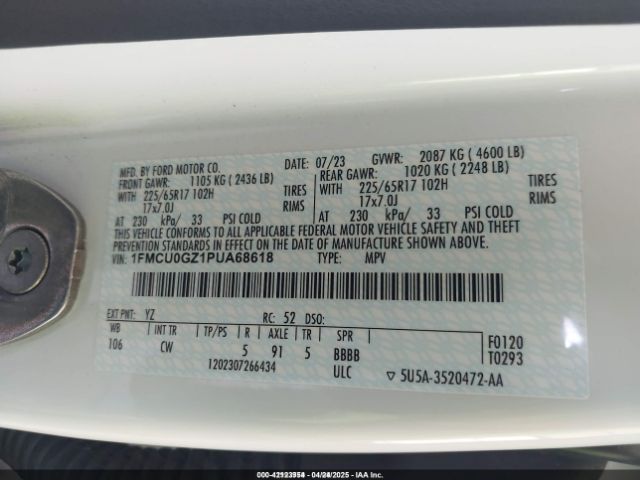 MFD. BY FORD MOTOR CO. DATE: 07/23 GVWR: 2087 KG ( 4600 LB)
FRONT GAWR: 1105 KG ( 2436 LB) REAR GAWR: 1020 KG ( 2248 LB)
WITH 225/65R17 102H TIRES WITH 225/65R17 102H TIRES
17x7.0J RIMS 17x7.0J RIMS
AT 230 kPa/ 33 PSI COLD AT 230 kPa/ 33 PSI COLD
THIS VEHICLE CONFORMS TO ALL APPLICABLE FEDERAL MOTOR VEHICLE SAFETY AND THEFT
PREVENTION STANDARDS IN EFFECT ON THE DATE OF MANUFACTURE SHOWN ABOVE.
VIN: 1FMCU0GZ1PUA68618 TYPE: MPV
EXT PNT: YZ RC: 52 DSO:
WB INT TR TP/PS R AXLE TR SPR F0120
106 CW 5 91 5 BBBB T0293
1202307266434 ULC ▽ 5U5A-3520472-AA
04/24/2025, IAAC Inc.